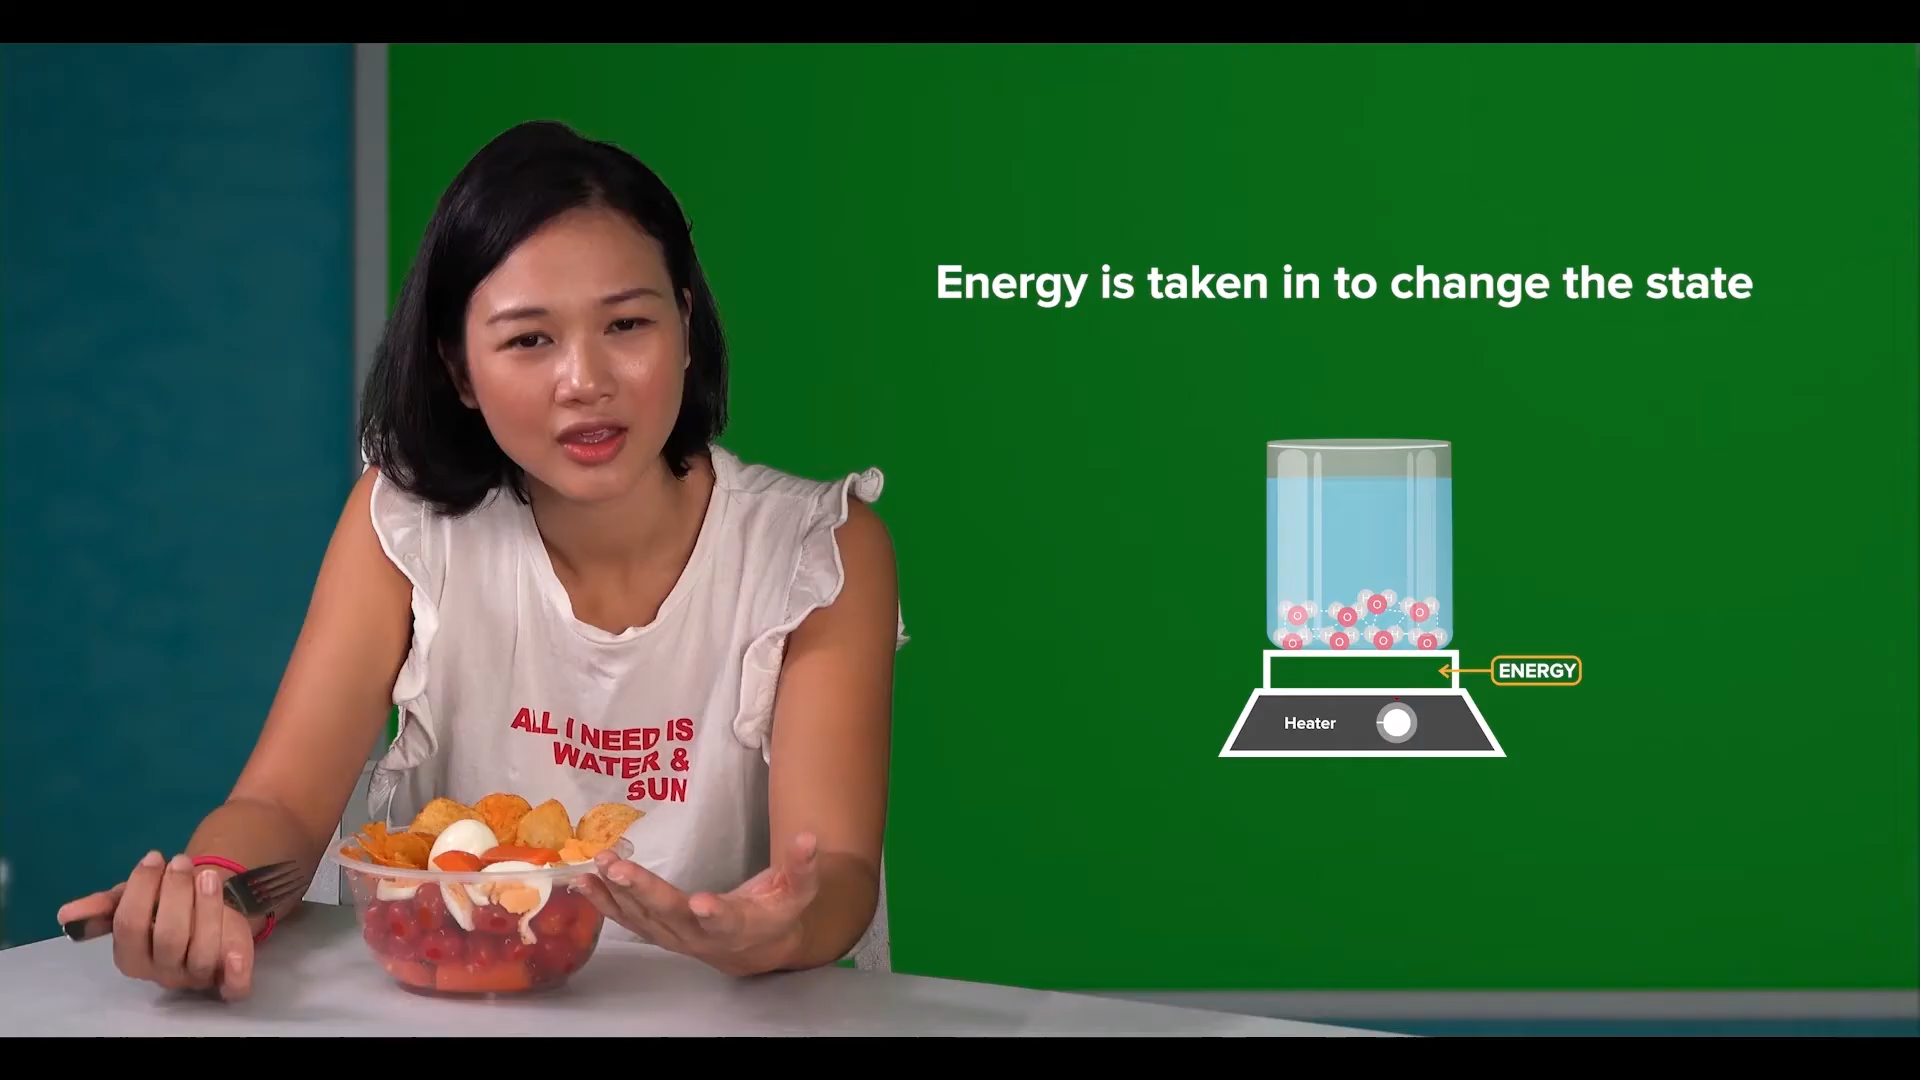 Energy is taken in to change the state
ENERGY
Heater
ALL I NEED IS
WATER &
SUN
H O H
H O H
H O H
H O H
H O H
H O H
H O H
H O H